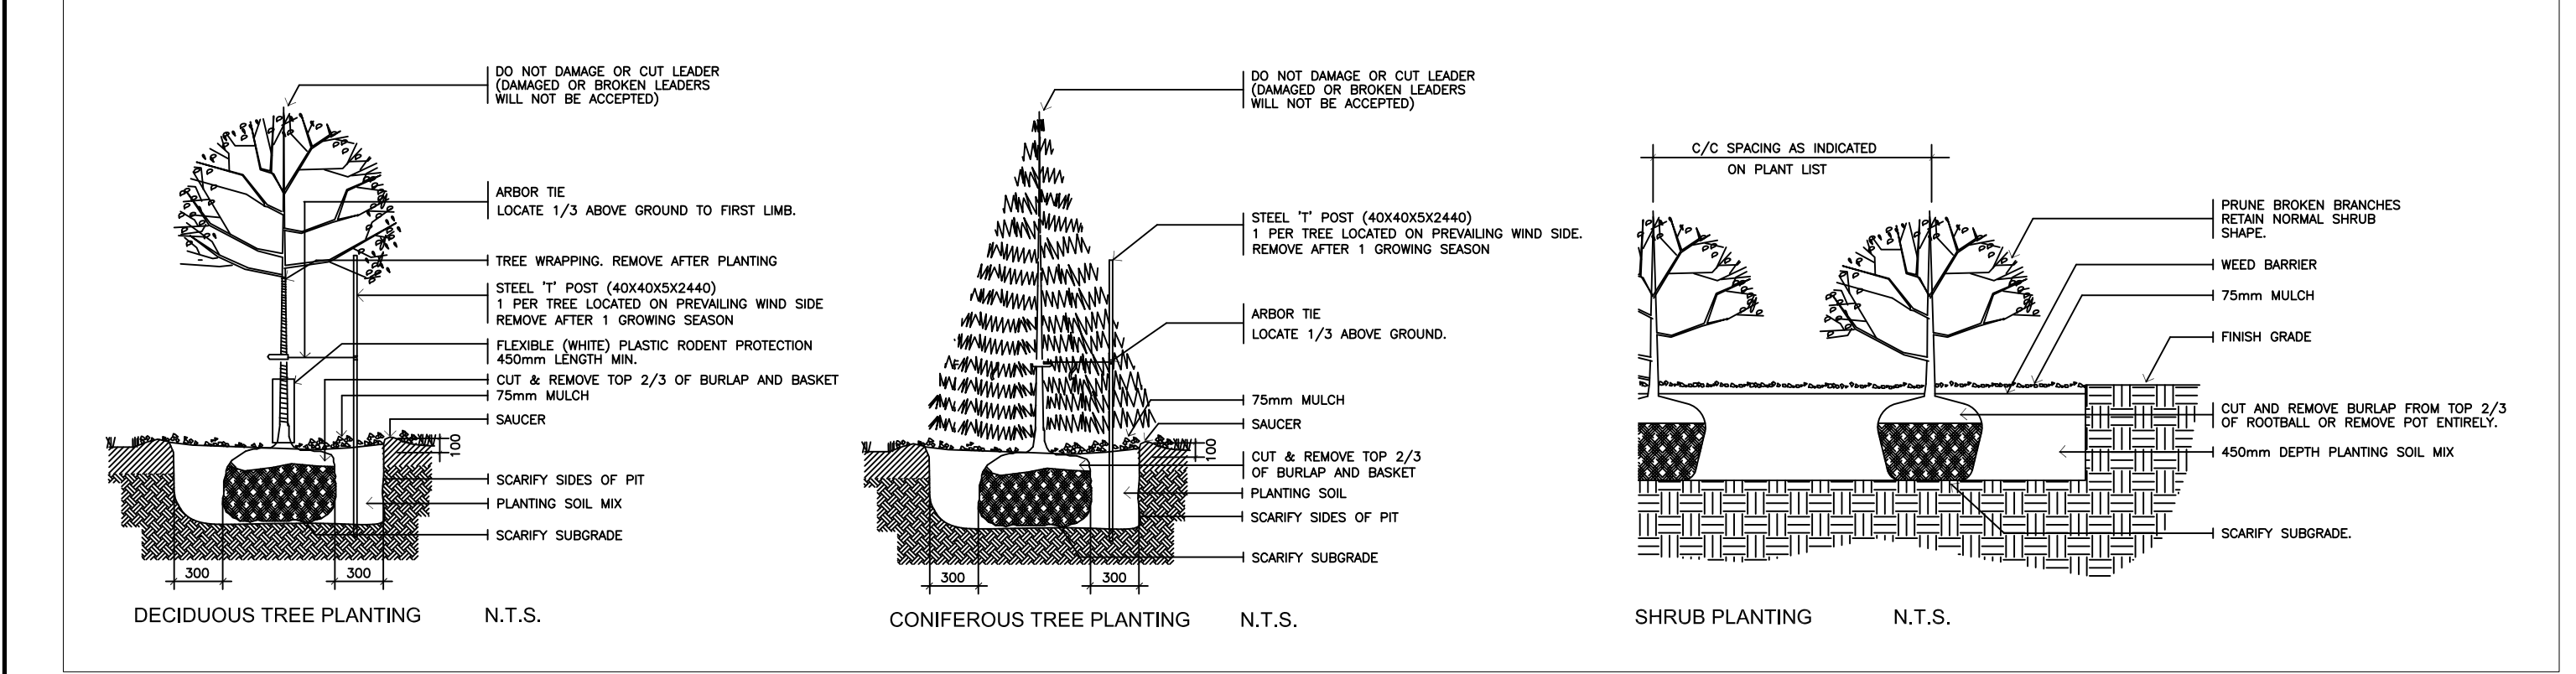 DO NOT DAMAGE OR CUT LEADER
(DAMAGED OR BROKEN LEADERS
WILL NOT BE ACCEPTED)
ARBOR TIE
LOCATE 1/3 ABOVE GROUND TO FIRST LIMB.
TREE WRAPPING. REMOVE AFTER PLANTING
STEEL 'T' POST (40X40X5X2440)
1 PER TREE LOCATED ON PREVAILING WIND SIDE
REMOVE AFTER 1 GROWING SEASON
FLEXIBLE (WHITE) PLASTIC RODENT PROTECTION
450mm LENGTH MIN.
CUT & REMOVE TOP 2/3 OF BURLAP AND BASKET
75mm MULCH
SAUCER
100
SCARIFY SIDES OF PIT
PLANTING SOIL MIX
SCARIFY SUBGRADE
300
300
DECIDUOUS TREE PLANTING N.T.S.
DO NOT DAMAGE OR CUT LEADER
(DAMAGED OR BROKEN LEADERS
WILL NOT BE ACCEPTED)
STEEL 'T' POST (40X40X5X2440)
1 PER TREE LOCATED ON PREVAILING WIND SIDE.
REMOVE AFTER 1 GROWING SEASON
ARBOR TIE
LOCATE 1/3 ABOVE GROUND.
75mm MULCH
SAUCER
100
CUT & REMOVE TOP 2/3
OF BURLAP AND BASKET
PLANTING SOIL
SCARIFY SIDES OF PIT
SCARIFY SUBGRADE
300
300
CONIFEROUS TREE PLANTING N.T.S.
C/C SPACING AS INDICATED
ON PLANT LIST
PRUNE BROKEN BRANCHES
RETAIN NORMAL SHRUB
SHAPE.
WEED BARRIER
75mm MULCH
FINISH GRADE
CUT AND REMOVE BURLAP FROM TOP 2/3
OF ROOTBALL OR REMOVE POT ENTIRELY.
450mm DEPTH PLANTING SOIL MIX
SCARIFY SUBGRADE.
SHRUB PLANTING N.T.S.